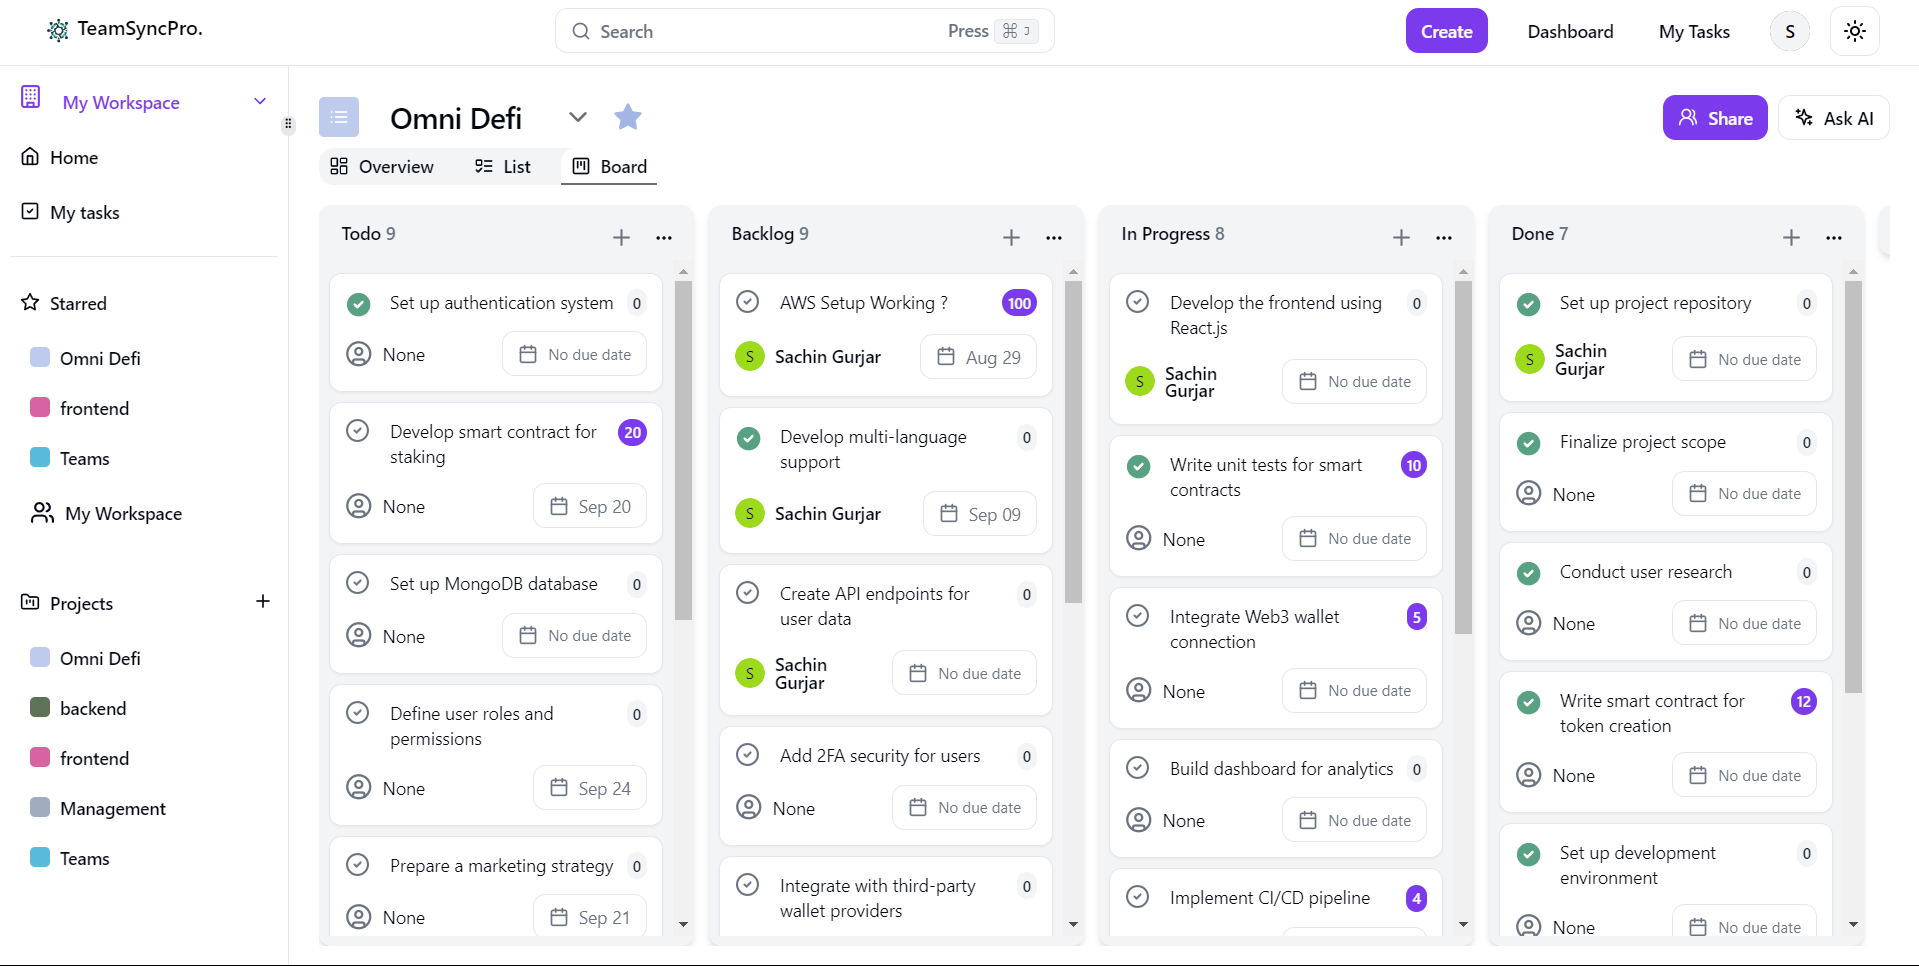 TeamSyncPro.
Search
Press ⌘ J
Create
Dashboard
My Tasks
S
My Workspace
Home
My tasks
Starred
Omni Defi
frontend
Teams
My Workspace
Projects
Omni Defi
backend
frontend
Management
Teams
Omni Defi
Share
Ask AI
Overview
List
Board
Todo 9
Set up authentication system 0
None
No due date
Develop smart contract for 20
staking
None
Sep 20
Set up MongoDB database 0
None
No due date
Define user roles and 0
permissions
None
Sep 24
Prepare a marketing strategy 0
None
Sep 21
Backlog 9
AWS Setup Working ? 100
S
Sachin Gurjar
Aug 29
Develop multi-language 0
support
S
Sachin Gurjar
Sep 09
Create API endpoints for 0
user data
S
Sachin
Gurjar
No due date
Add 2FA security for users 0
None
No due date
Integrate with third-party 0
wallet providers
In Progress 8
Develop the frontend using 0
React.js
S
Sachin
Gurjar
No due date
Write unit tests for smart 10
contracts
None
No due date
Integrate Web3 wallet 5
connection
None
No due date
Build dashboard for analytics 0
None
No due date
Implement CI/CD pipeline 4
Done 7
Set up project repository 0
S
Sachin
Gurjar
No due date
Finalize project scope 0
None
No due date
Conduct user research 0
None
No due date
Write smart contract for 12
token creation
None
No due date
Set up development 0
environment
None
No due date